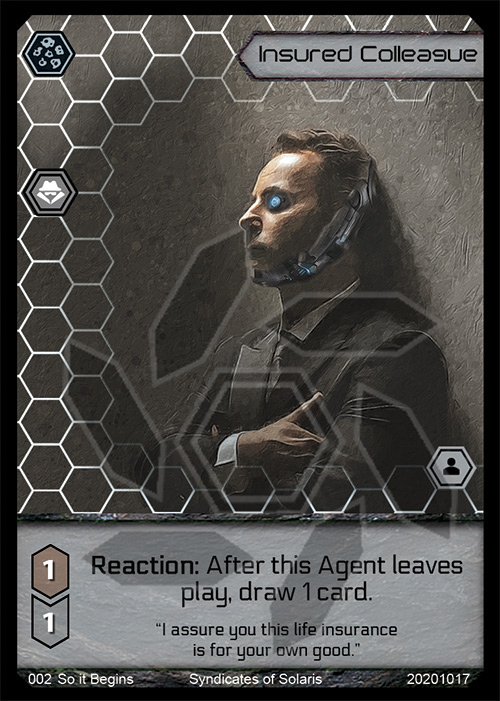 Insured Colleague
1
1
Reaction: After this Agent leaves
play, draw 1 card.
“I assure you this life insurance
is for your own good.”
002 So it Begins Syndicates of Solaris 20201017